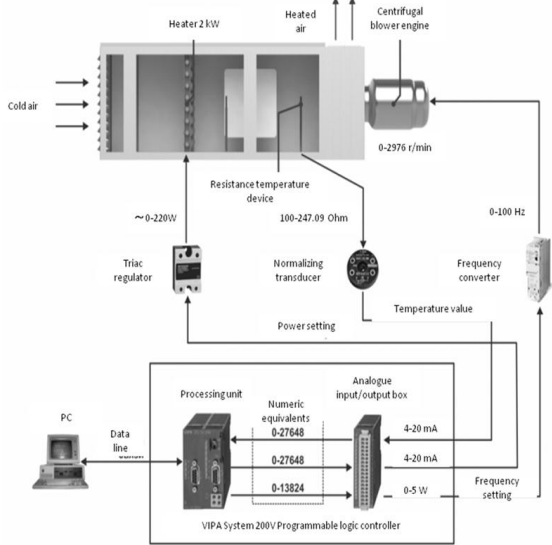 Heater 2 kW
Heated
air
Centrifugal
blower engine
Cold air
0-2976 r/min
Resistance temperature
device
~0-220W
100-247.09 Ohm
0-100 Hz
Triac
regulator
Normalizing
transducer
Frequency
converter
Temperature value
Power setting
Processing unit
Analogue
input/output box
Numeric
equivalents
PC
Data
line
0-27648
4-20 mA
0-27648
4-20 mA
0-13824
0-5 W
Frequency
setting
VIPA System 200V Programmable logic controller